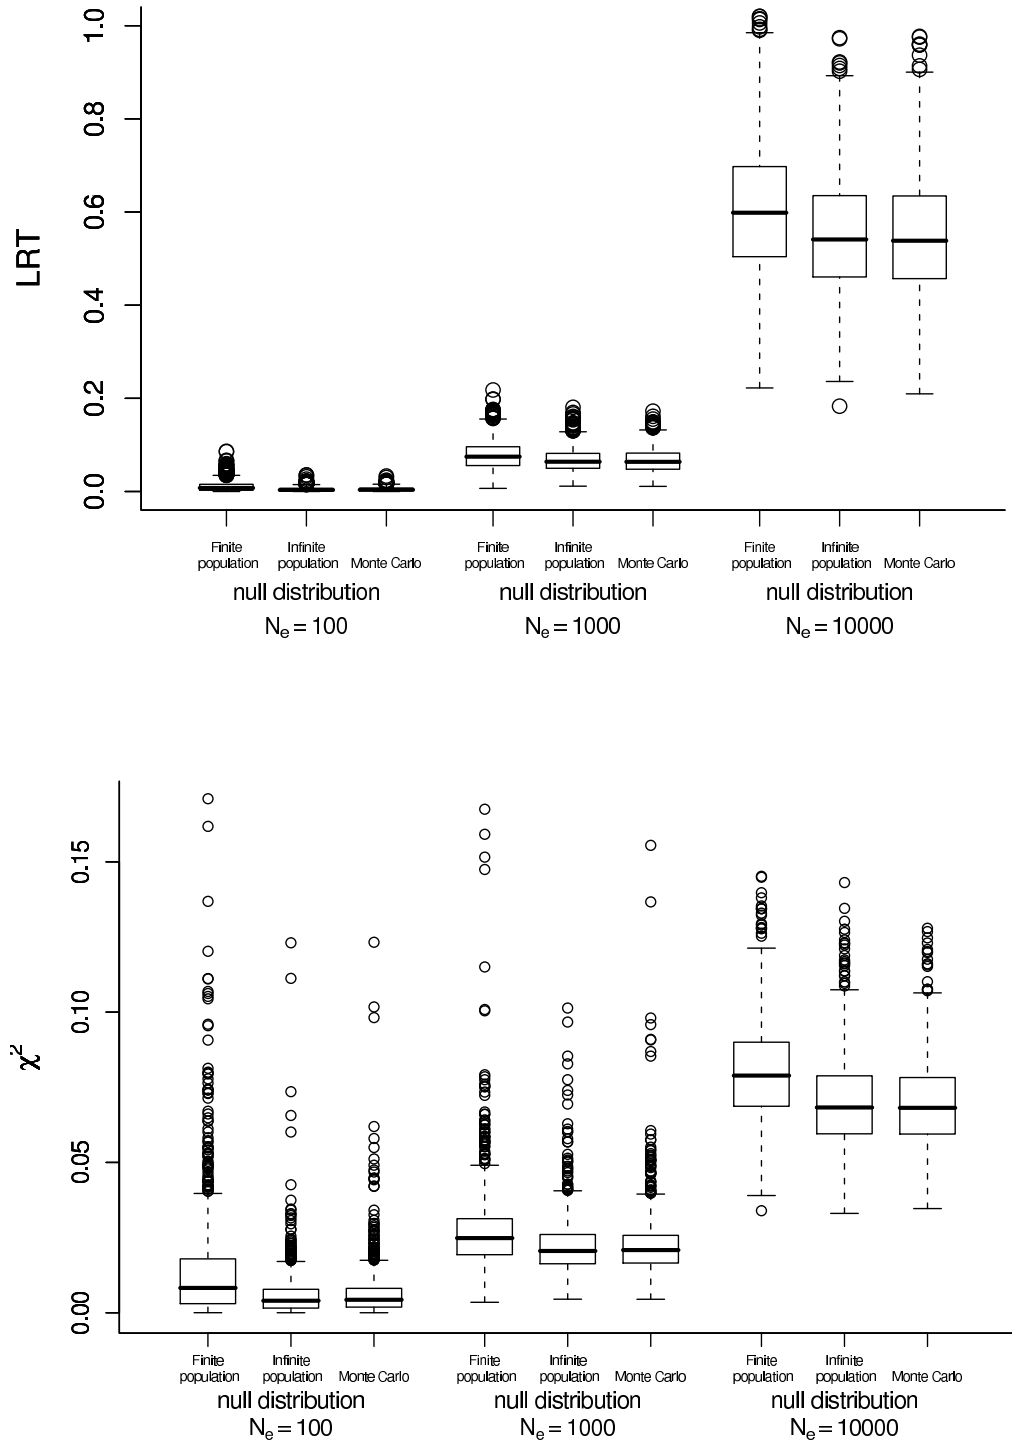 LRT
1.0
0.8
0.6
0.4
0.2
0.0
Finite population
Infinite population
Monte Carlo
Finite population
Infinite population
Monte Carlo
Finite population
Infinite population
Monte Carlo
null distribution
null distribution
null distribution
Ne = 100
Ne = 1000
Ne = 10000
χ2
0.15
0.10
0.05
0.00
Finite population
Infinite population
Monte Carlo
Finite population
Infinite population
Monte Carlo
Finite population
Infinite population
Monte Carlo
null distribution
null distribution
null distribution
Ne = 100
Ne = 1000
Ne = 10000